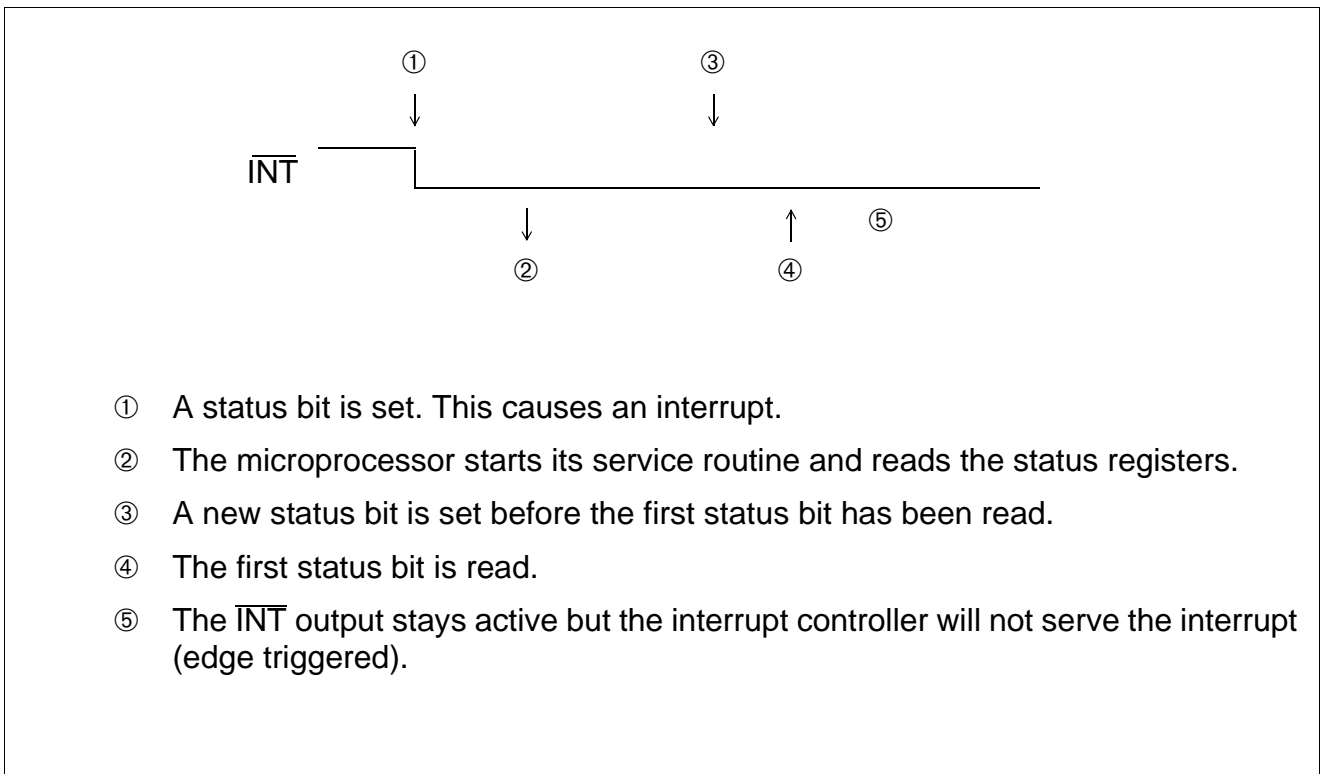 ① ③
I̅N̅T̅
⑤
② ④
① A status bit is set. This causes an interrupt.
② The microprocessor starts its service routine and reads the status registers.
③ A new status bit is set before the first status bit has been read.
④ The first status bit is read.
⑤ The I̅N̅T̅ output stays active but the interrupt controller will not serve the interrupt
(edge triggered).